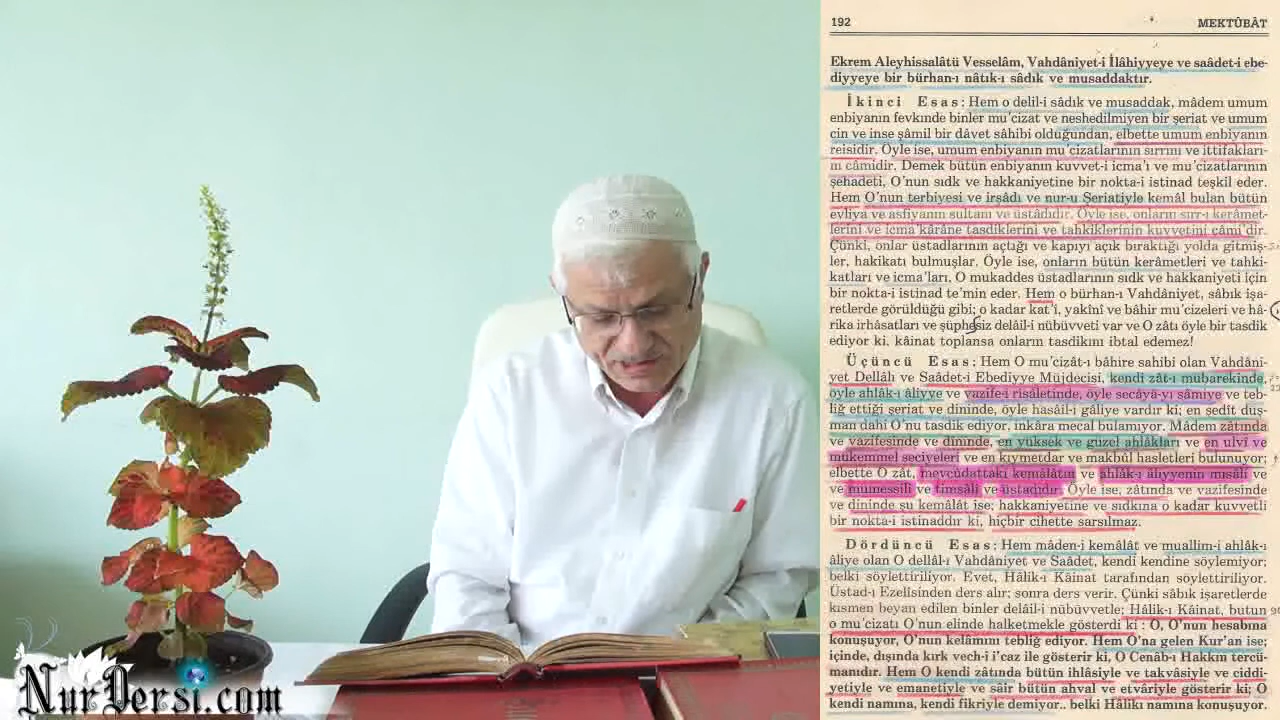 192 MEKTÛBÂT
Ekrem Aleyhissalâtü Vesselâm, Vahdâniyet-i İlâhiyyeye ve saâdet-i ebe-
diyyeye bir bürhan-ı nâtık-ı sâdık ve musaddaktır.
İkinci Esas: Hem o delil-i sâdık ve musaddak, mâdem umum
enbiyanın fevkınde binler mu'cizat ve neshedilmiyen bir şeriat ve umum
cin ve inse şâmil bir dâvet sâhibi olduğundan, elbette umum enbiyanın
reisidir. Öyle ise, umum enbiyanın mu'cizatlarının sırrını ve ittifakları-
nı câmidir. Demek bütün enbiyanın kuvvet-i icma'ı ve mu'cizatlarının
şehadeti, O'nun sıdk ve hakkaniyetine bir nokta-i istinad teşkil eder.
Hem O'nun terbiyesi ve irşâdı ve nur-u Şeriatiyle kemâl bulan bütün
evliya ve asfiyanın sultanı ve üstâdıdır. Öyle ise, onların sırr-ı kerâmet-
lerini ve icma'kârâne tasdiklerini ve tahkiklerinin kuvvetini câmi'dir.
Çünki, onlar üstadlarının açtığı ve kapıyı açık bıraktığı yolda gitmiş-
ler, hakikatı bulmuşlar. Öyle ise, onların bütün kerâmetleri ve tahki-
katları ve icma'ları, O mukaddes üstadlarının sıdk ve hakkaniyeti için
bir nokta-i istinad te'min eder. Hem o bürhan-ı Vahdâniyet, sâbık işa-
retlerde görüldüğü gibi; o kadar kat'î, yakînî ve bâhir mu'cizeleri ve hâ-
rika irhâsatları ve şüphesiz delâil-i nübüvveti var ve O zâtı öyle bir tasdik
ediyor ki, kâinat toplansa onların tasdikını ibtal edemez!
Üçüncü Esas: Hem O mu'cizât-ı bâhire sahibi olan Vahdâni-
yet Dellâlı ve Saâdet-i Ebediyye Müjdecisi, kendi zât-ı mubarekinde,
öyle ahlâk-ı âliyye ve vazife-i risâletinde, öyle secâyâ-yı sâmiye ve teb-
liğ ettiği şeriat ve dininde, öyle hasâil-i gâliye vardır ki; en şedit düş-
man dahi O'nu tasdik ediyor, inkâra mecal bulamıyor. Mâdem zâtında
ve vazifesinde ve dininde, en yüksek ve güzel ahlâkları ve en ulvî ve
mükemmel seciyeleri ve en kıymetdar ve makbûl hasletleri bulunuyor;
elbette O zât, mevcûdattaki kemâlâtın ve ahlâk-ı âliyyenin misâli ve
ve mümessili ve timsâli ve üstadıdır. Öyle ise, zâtında ve vazifesinde
ve dininde şu kemâlât ise; hakkaniyetine ve sıdkına o kadar kuvvetli
bir nokta-i istinaddır ki, hiçbir cihette sarsılmaz.
Dördüncü Esas: Hem mâden-i kemâlât ve muallim-i ahlâk-ı
âliye olan O dellâl-ı Vahdâniyet ve Saâdet, kendi kendine söylemiyor;
belki söylettiriliyor. Evet, Hâlik-ı Kâinat tarafından söylettiriliyor.
Üstad-ı Ezelîsinden ders alır; sonra ders verir. Çünki sâbık işaretlerde
kısmen beyan edilen binler delâil-i nübüvvetle; Hâlik-ı Kâinat, bütün
o mu'cizatı O'nun elinde halketmekle gösterdi ki : O, O'nun hesabına
konuşuyor, O'nun kelâmını tebliğ ediyor. Hem O'na gelen Kur'an ise;
içinde, dışında kırk vech-i i'caz ile gösterir ki, O Cenâb-ı Hakkın tercü-
manıdır. Hem O kendi zâtında bütün ihlâsiyle ve takvâsiyle ve ciddi-
yetiyle ve emanetiyle ve sâir bütün ahval ve etvâriyle gösterir ki; O
kendi namına, kendi fikriyle demiyor.. belki Hâlikı namına konuşuyor.
NurDersi.com